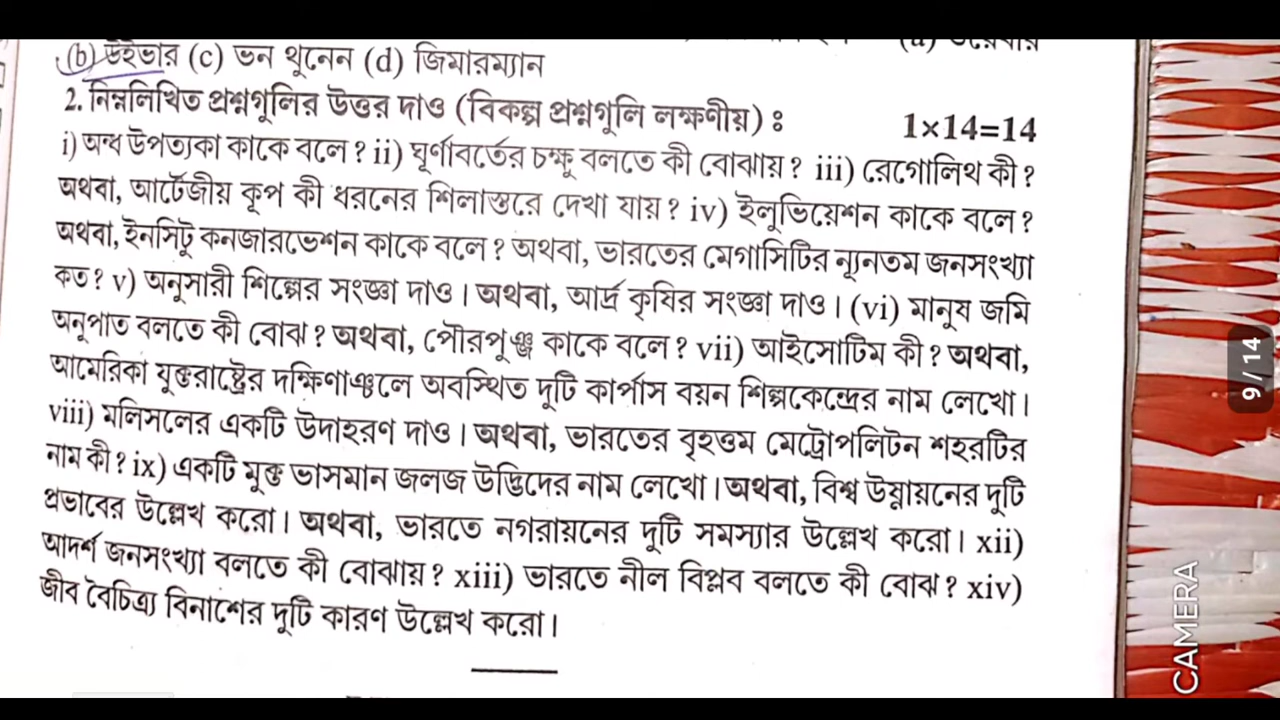 (b) উইভার (c) ভন থুনেন (d) জিমারম্যান
2. নিম্নলিখিত প্রশ্নগুলির উত্তর দাও (বিকল্প প্রশ্নগুলি লক্ষণীয়) : 1×14=14
i) অন্ধ উপত্যকা কাকে বলে ? ii) ঘূর্ণাবর্তের চক্ষু বলতে কী বোঝায় ? iii) রেগোলিথ কী ?
অথবা, আর্টেজীয় কূপ কী ধরনের শিলাস্তরে দেখা যায় ? iv) ইলুভিয়েশন কাকে বলে ?
অথবা, ইনসিটু কনজারভেশন কাকে বলে ? অথবা, ভারতের মেগাসিটির ন্যূনতম জনসংখ্যা
কত ? v) অনুসারী শিল্পের সংজ্ঞা দাও। অথবা, আর্দ্র কৃষির সংজ্ঞা দাও। (vi) মানুষ জমি
অনুপাত বলতে কী বোঝ ? অথবা, পৌরপুঞ্জ কাকে বলে ? vii) আইসোটিম কী ? অথবা,
আমেরিকা যুক্তরাষ্ট্রের দক্ষিণাঞ্চলে অবস্থিত দুটি কার্পাস বয়ন শিল্পকেন্দ্রের নাম লেখো।
viii) মলিসলের একটি উদাহরণ দাও। অথবা, ভারতের বৃহত্তম মেট্রোপলিটন শহরটির
নাম কী ? ix) একটি মুক্ত ভাসমান জলজ উদ্ভিদের নাম লেখো। অথবা, বিশ্ব উষ্ণায়নের দুটি
প্রভাবের উল্লেখ করো। অথবা, ভারতে নগরায়নের দুটি সমস্যার উল্লেখ করো। xii)
আদর্শ জনসংখ্যা বলতে কী বোঝায় ? xiii) ভারতে নীল বিপ্লব বলতে কী বোঝ ? xiv)
জীব বৈচিত্র্য বিনাশের দুটি কারণ উল্লেখ করো।
9 / 14
CAMERA